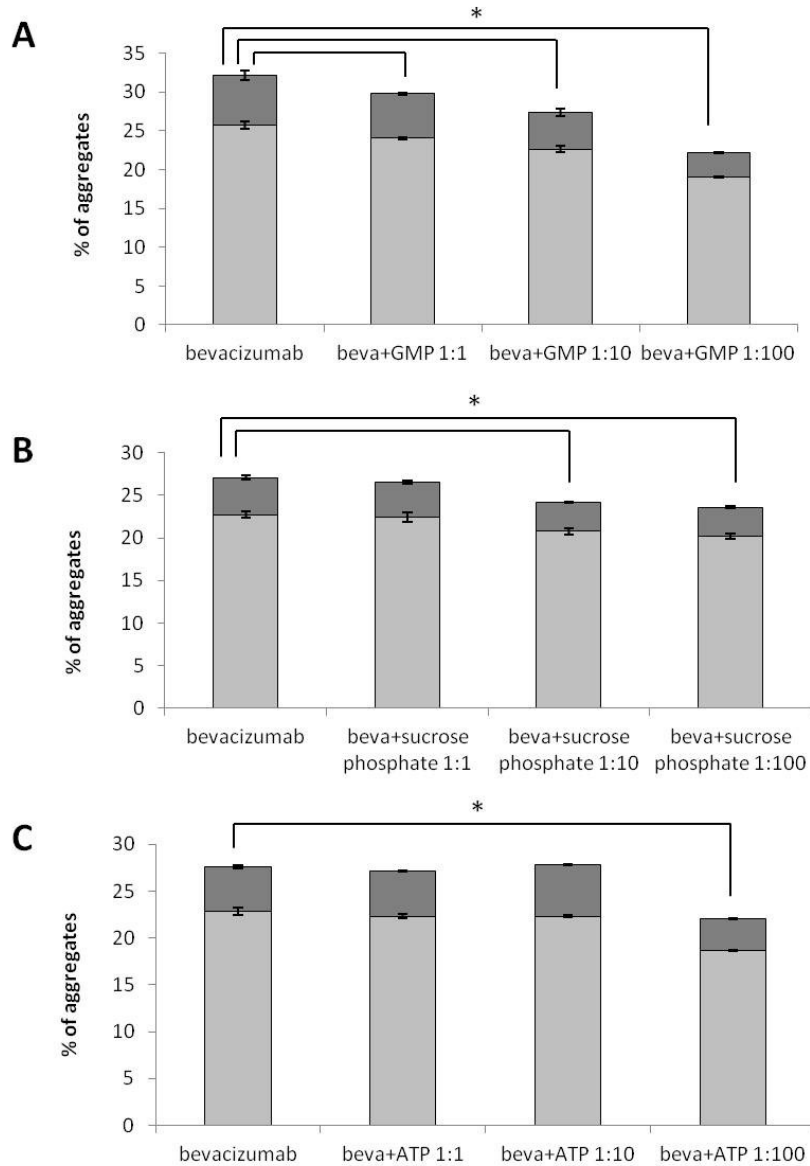 A
*
% of aggregates
35
30
25
20
15
10
5
0
bevacizumab beva+GMP 1:1 beva+GMP 1:10 beva+GMP 1:100
B
*
% of aggregates
30
25
20
15
10
5
0
bevacizumab beva+sucrose beva+sucrose beva+sucrose
phosphate 1:1 phosphate 1:10 phosphate 1:100
C
*
% of aggregates
30
25
20
15
10
5
0
bevacizumab beva+ATP 1:1 beva+ATP 1:10 beva+ATP 1:100